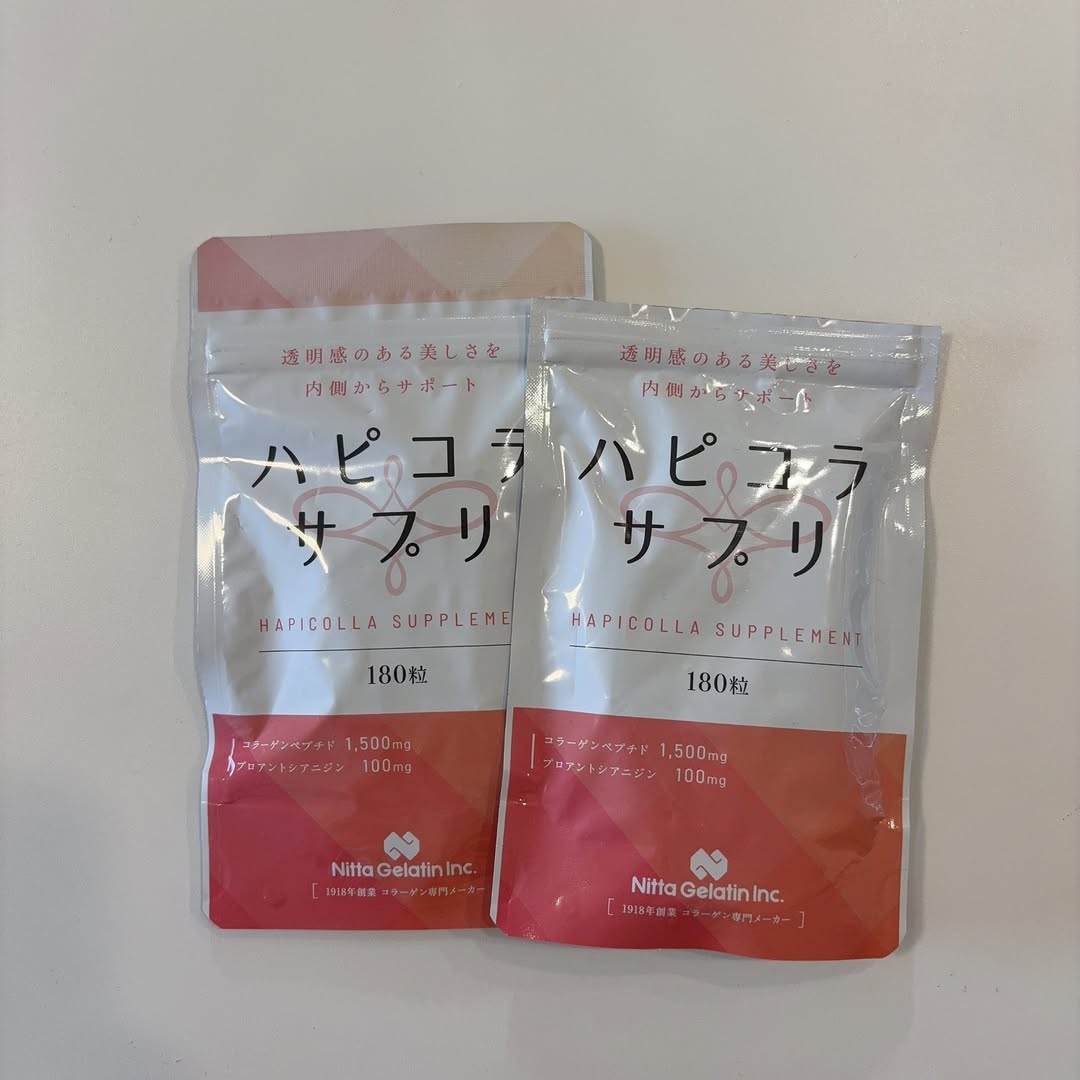 透明感のある美しさを
内側からサポート
ハピコラ
サプリ
HAPICOLLA SUPPLEME
180粒
コラーゲンペプチド 1,500mg
プロアントシアニジン 100mg
Nitta Gelatin Inc.
[ 1918年創業 コラーゲン専門メーカー
透明感のある美しさを
内側からサポート
ハピコラ
サプリ
HAPICOLLA SUPPLEMENT
180粒
コラーゲンペプチド 1,500mg
プロアントシアニジン 100mg
Nitta Gelatin Inc.
[ 1918年創業 コラーゲン専門メーカー ]